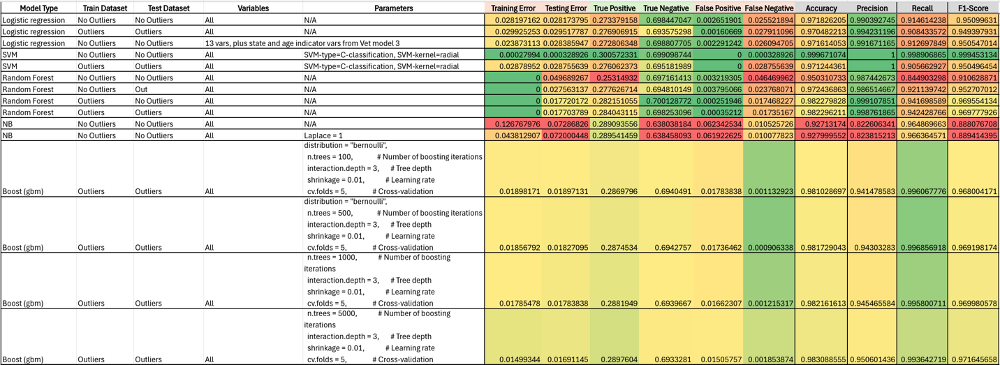 Model Type Train Dataset Test Dataset Variables Parameters Training Error Testing Error True Positive True Negative False Positive False Negative Accuracy Precision Recall F1-Score
Logistic regression No Outliers No Outliers All N/A 0.028197162 0.028173795 0.273379158 0.698447047 0.002651901 0.025521894 0.971826205 0.990392745 0.914614238 0.95099631
Logistic regression Outliers Outliers All N/A 0.029925253 0.029517787 0.276906915 0.693575298 0.00160669 0.027911096 0.970482213 0.994231196 0.908433572 0.949397931
Logistic regression No Outliers No Outliers 13 vars, plus state and age indicator vars from Vet model 3 0.023873113 0.028385947 0.272806348 0.698807705 0.002291242 0.026094705 0.971614053 0.991671165 0.912697849 0.950547014
SVM No Outliers No Outliers All SVM-type=C-classification, SVM-kernel=radial 0.00027994 0.000328926 0.300572331 0.699098744 0 0.000328926 0.999671074 1 0.998906865 0.999453134
SVM Outliers Outliers All SVM-type=C-classification, SVM-kernel=radial 0.02878952 0.028755639 0.276062373 0.695181989 0 0.028755639 0.971244361 1 0.905662927 0.950496454
Random Forest No Outliers No Outliers All N/A 0 0.049689267 0.25314932 0.697161413 0.003219305 0.046469962 0.950310733 0.987442673 0.844903298 0.910628871
Random Forest No Outliers Out All N/A 0 0.027563137 0.277626714 0.694810149 0.003795066 0.023768071 0.972436863 0.986514667 0.921139742 0.952707012
Random Forest Outliers No Outliers All N/A 0 0.017720172 0.282151055 0.700128772 0.000251946 0.017468227 0.982279828 0.999107851 0.941698589 0.969554134
Random Forest Outliers Outliers All N/A 0 0.017703789 0.284043115 0.698253096 0.00035212 0.01735167 0.982296211 0.998761865 0.942428766 0.969777926
NB No Outliers No Outliers All N/A 0.126767976 0.07286826 0.289093556 0.638038184 0.062342534 0.010525726 0.92713174 0.822606341 0.964869663 0.888076708
NB No Outliers No Outliers All Laplace = 1 0.043812907 0.072000448 0.289541459 0.638458093 0.061922625 0.010077823 0.927999552 0.823815213 0.966364571 0.889414395
distribution = "bernoulli",
n.trees = 100, # Number of boosting iterations
interaction.depth = 3, # Tree depth
shrinkage = 0.01, # Learning rate
Boost (gbm) Outliers Outliers All cv.folds = 5, # Cross-validation 0.01898171 0.01897131 0.2869796 0.6940491 0.01783838 0.001132923 0.981028697 0.941478583 0.996067776 0.968004171
distribution = "bernoulli",
n.trees = 500, # Number of boosting iterations
interaction.depth = 3, # Tree depth
shrinkage = 0.01, # Learning rate
Boost (gbm) Outliers Outliers All cv.folds = 5, # Cross-validation 0.01856792 0.01827095 0.2874534 0.6942757 0.01736462 0.000906338 0.981729043 0.94303283 0.996856918 0.969198174
n.trees = 1000, # Number of boosting
iterations
interaction.depth = 3, # Tree depth
shrinkage = 0.01, # Learning rate
Boost (gbm) Outliers Outliers All cv.folds = 5, # Cross-validation 0.01785478 0.01783838 0.2881949 0.6939667 0.01662307 0.001215317 0.982161613 0.945465584 0.995800711 0.969980578
n.trees = 5000, # Number of boosting
iterations
interaction.depth = 3, # Tree depth
shrinkage = 0.01, # Learning rate
Boost (gbm) Outliers Outliers All cv.folds = 5, # Cross-validation 0.01499344 0.01691145 0.2897604 0.6933281 0.01505757 0.001853874 0.983088555 0.950601436 0.993642719 0.971645658